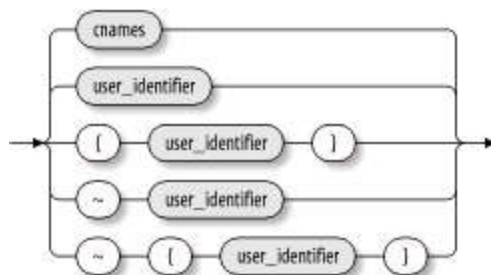 cnames
user_identifier
[ user_identifier ]
~ user_identifier
~ [ user_identifier ]